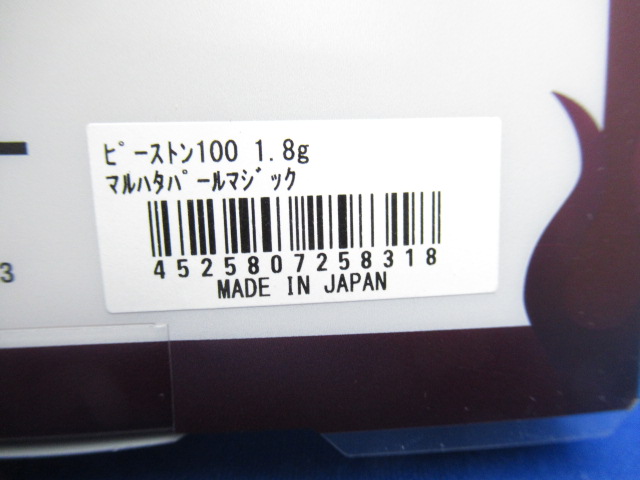 ﾋﾟｰｽﾄﾝ100 1.8g
ﾏﾙﾊﾀﾊﾟｰﾙﾏｼﾞｯｸ
4525807258318
MADE IN JAPAN
3